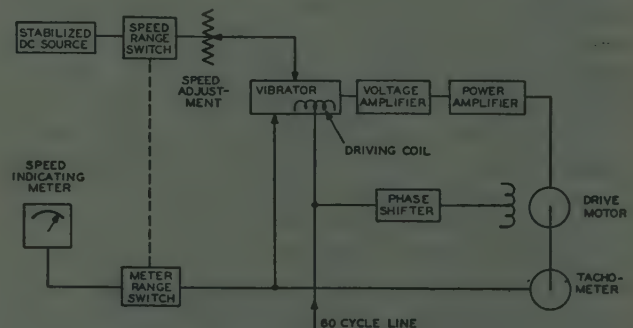 STABILIZED
DC SOURCE
SPEED
RANGE
SWITCH
SPEED
ADJUST-
MENT
VIBRATOR
VOLTAGE
AMPLIFIER
POWER
AMPLIFIER
DRIVING COIL
SPEED
INDICATING
METER
PHASE
SHIFTER
DRIVE
MOTOR
METER
RANGE
SWITCH
TACHO-
METER
60 CYCLE LINE